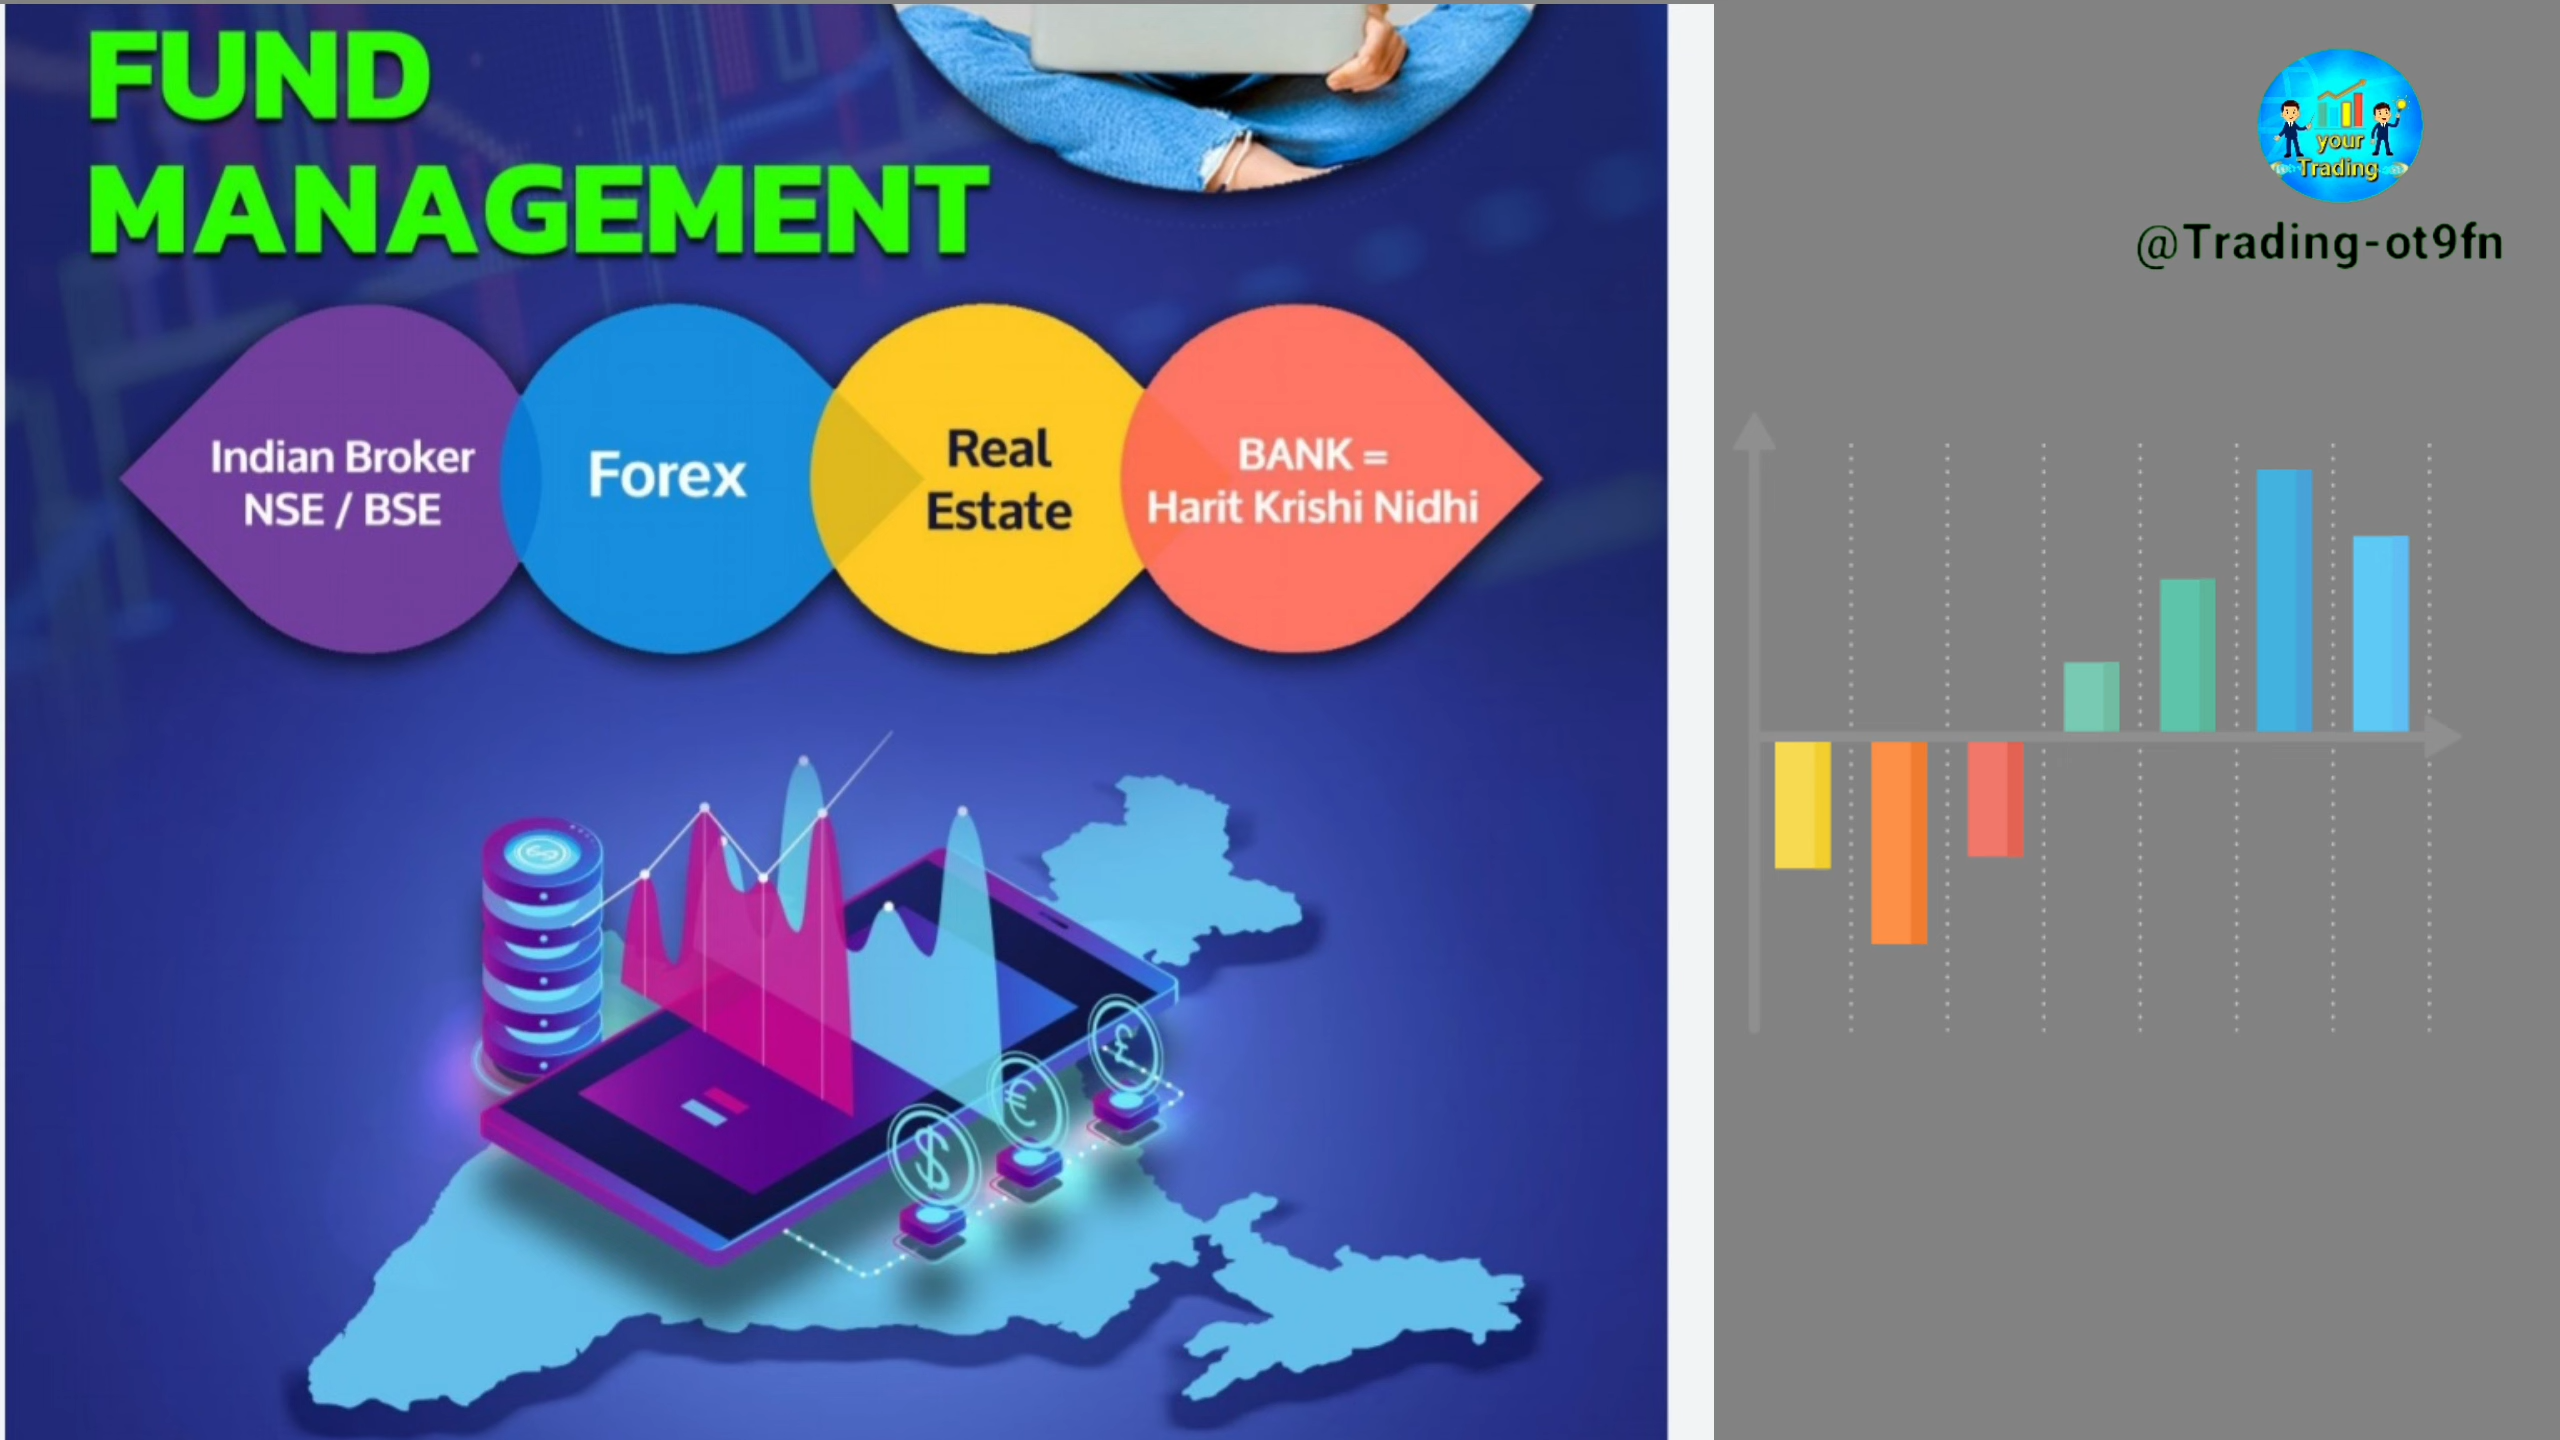 FUND
MANAGEMENT
Indian Broker
NSE / BSE
Forex
Real
Estate
BANK =
Harit Krishi Nidhi
your
Trading
@Trading-ot9fn